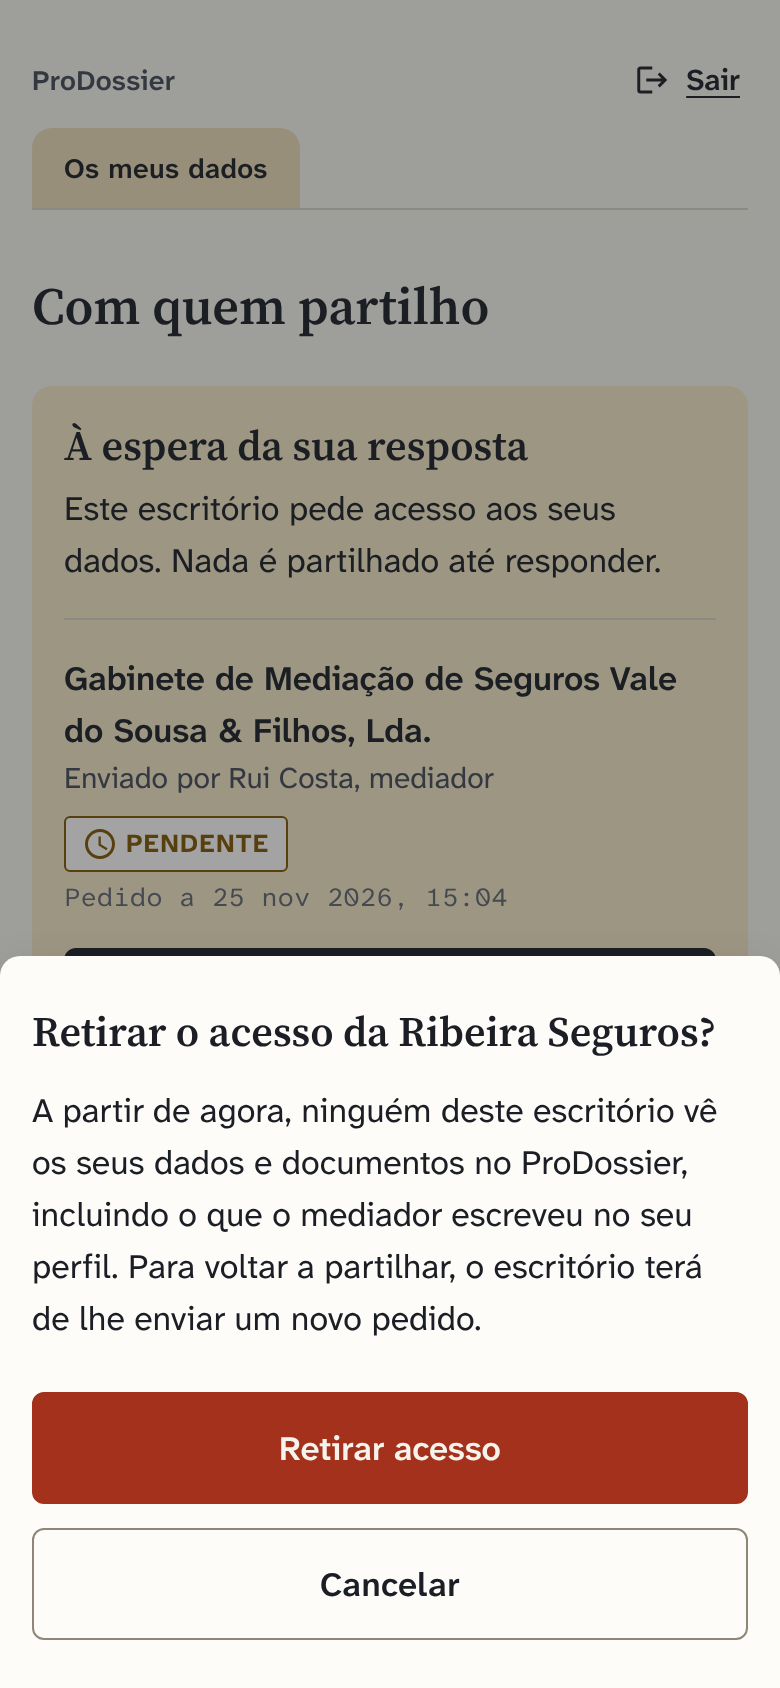 ProDossier
Sair
Os meus dados
Com quem partilho
À espera da sua resposta
Este escritório pede acesso aos seus
dados. Nada é partilhado até responder.
Gabinete de Mediação de Seguros Vale
do Sousa & Filhos, Lda.
Enviado por Rui Costa, mediador
PENDENTE
Pedido a 25 nov 2026, 15:04
Retirar o acesso da Ribeira Seguros?
A partir de agora, ninguém deste escritório vê
os seus dados e documentos no ProDossier,
incluindo o que o mediador escreveu no seu
perfil. Para voltar a partilhar, o escritório terá
de lhe enviar um novo pedido.
Retirar acesso
Cancelar